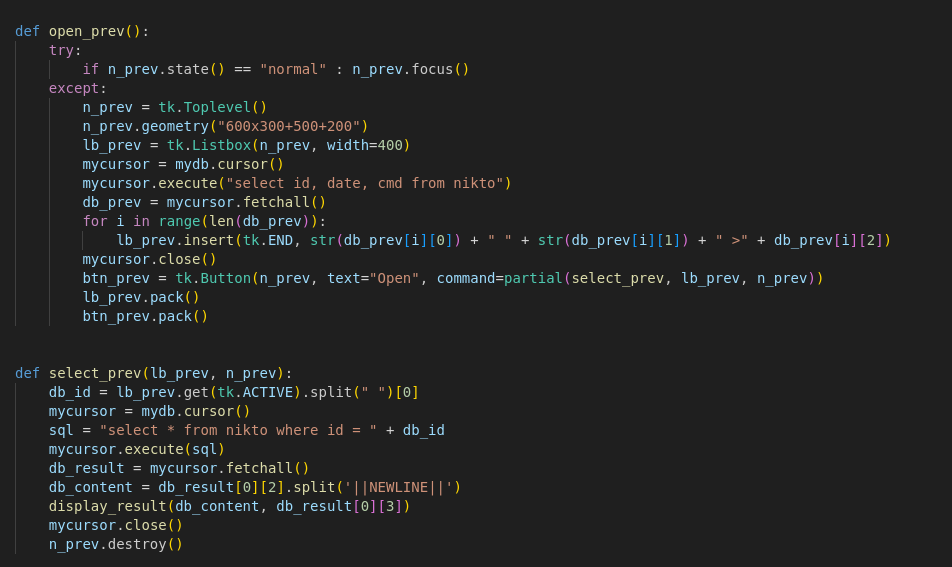 def open_prev():
    try:
        if n_prev.state() == "normal" : n_prev.focus()
    except:
        n_prev = tk.Toplevel()
        n_prev.geometry("600x300+500+200")
        lb_prev = tk.Listbox(n_prev, width=400)
        mycursor = mydb.cursor()
        mycursor.execute("select id, date, cmd from nikto")
        db_prev = mycursor.fetchall()
        for i in range(len(db_prev)):
            lb_prev.insert(tk.END, str(db_prev[i][0]) + " " + str(db_prev[i][1]) + " >" + db_prev[i][2])
        mycursor.close()
        btn_prev = tk.Button(n_prev, text="Open", command=partial(select_prev, lb_prev, n_prev))
        lb_prev.pack()
        btn_prev.pack()
def select_prev(lb_prev, n_prev):
    db_id = lb_prev.get(tk.ACTIVE).split(" ")[0]
    mycursor = mydb.cursor()
    sql = "select * from nikto where id = " + db_id
    mycursor.execute(sql)
    db_result = mycursor.fetchall()
    db_content = db_result[0][2].split('||NEWLINE||')
    display_result(db_content, db_result[0][3])
    mycursor.close()
    n_prev.destroy()